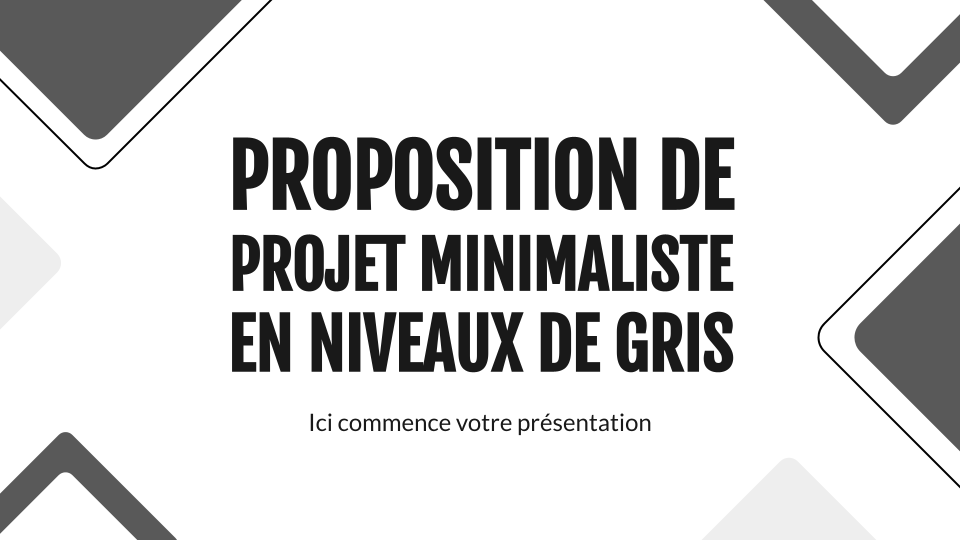 PROPOSITION DE
PROJET MINIMALISTE
EN NIVEAUX DE GRIS
Ici commence votre présentation